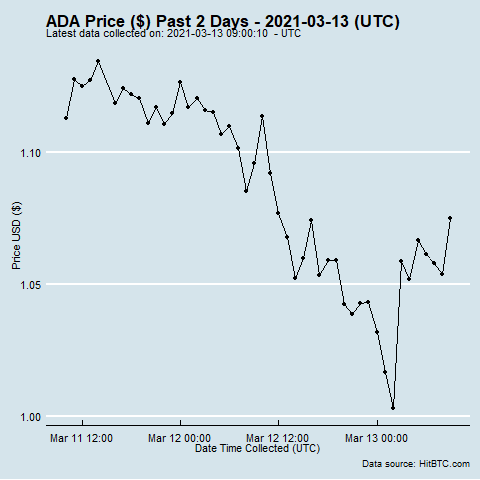 ADA Price ($) Past 2 Days - 2021-03-13 (UTC)
Latest data collected on: 2021-03-13 09:00:10  - UTC
Price USD ($)
1.10
1.05
1.00
Mar 11 12:00 Mar 12 00:00 Mar 12 12:00 Mar 13 00:00
Date Time Collected (UTC)
Data source: HitBTC.com